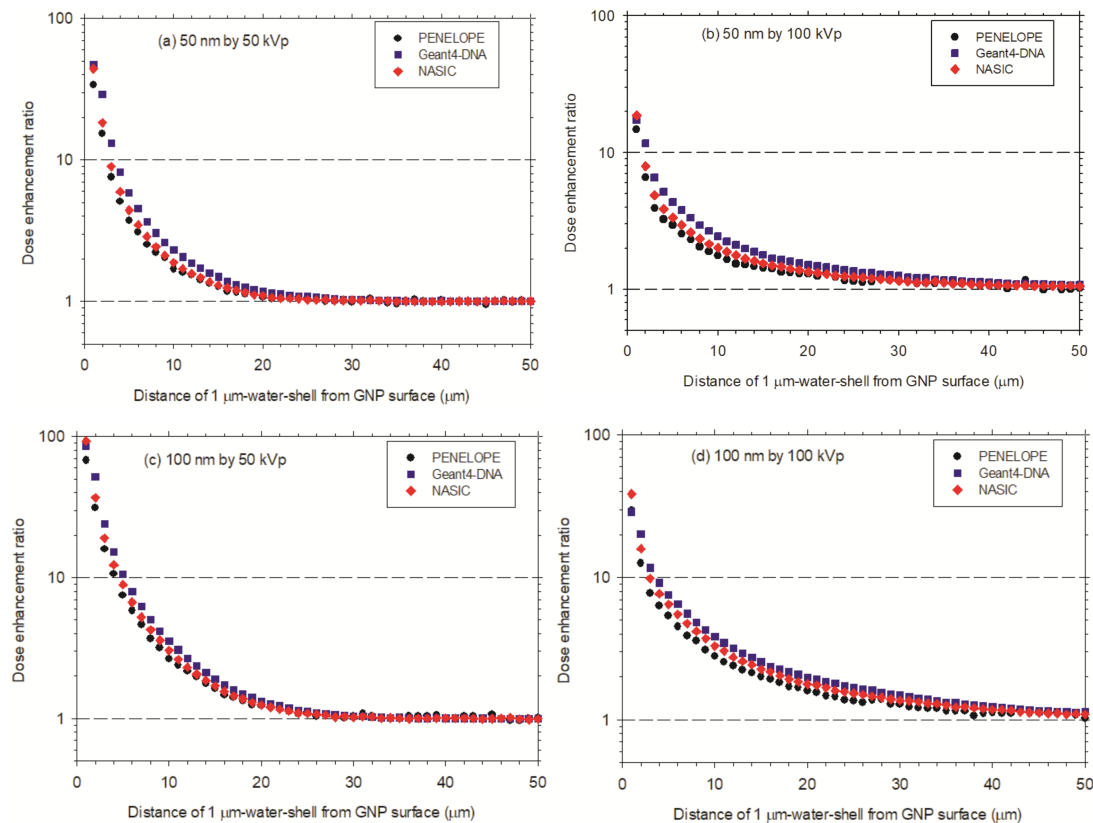 (a) 50 nm by 50 kVp
PENELOPE
Geant4-DNA
NASIC
Dose enhancement ratio
100
10
1
0 10 20 30 40 50
Distance of 1 μm-water-shell from GNP surface (μm)
(b) 50 nm by 100 kVp
PENELOPE
Geant4-DNA
NASIC
Dose enhancement ratio
100
10
1
0 10 20 30 40 50
Distance of 1 μm-water-shell from GNP surface (μm)
(c) 100 nm by 50 kVp
PENELOPE
Geant4-DNA
NASIC
Dose enhancement ratio
100
10
1
0 10 20 30 40 50
Distance of 1 μm-water-shell from GNP surface (μm)
(d) 100 nm by 100 kVp
PENELOPE
Geant4-DNA
NASIC
Dose enhancement ratio
100
10
1
0 10 20 30 40 50
Distance of 1 μm-water-shell from GNP surface (μm)